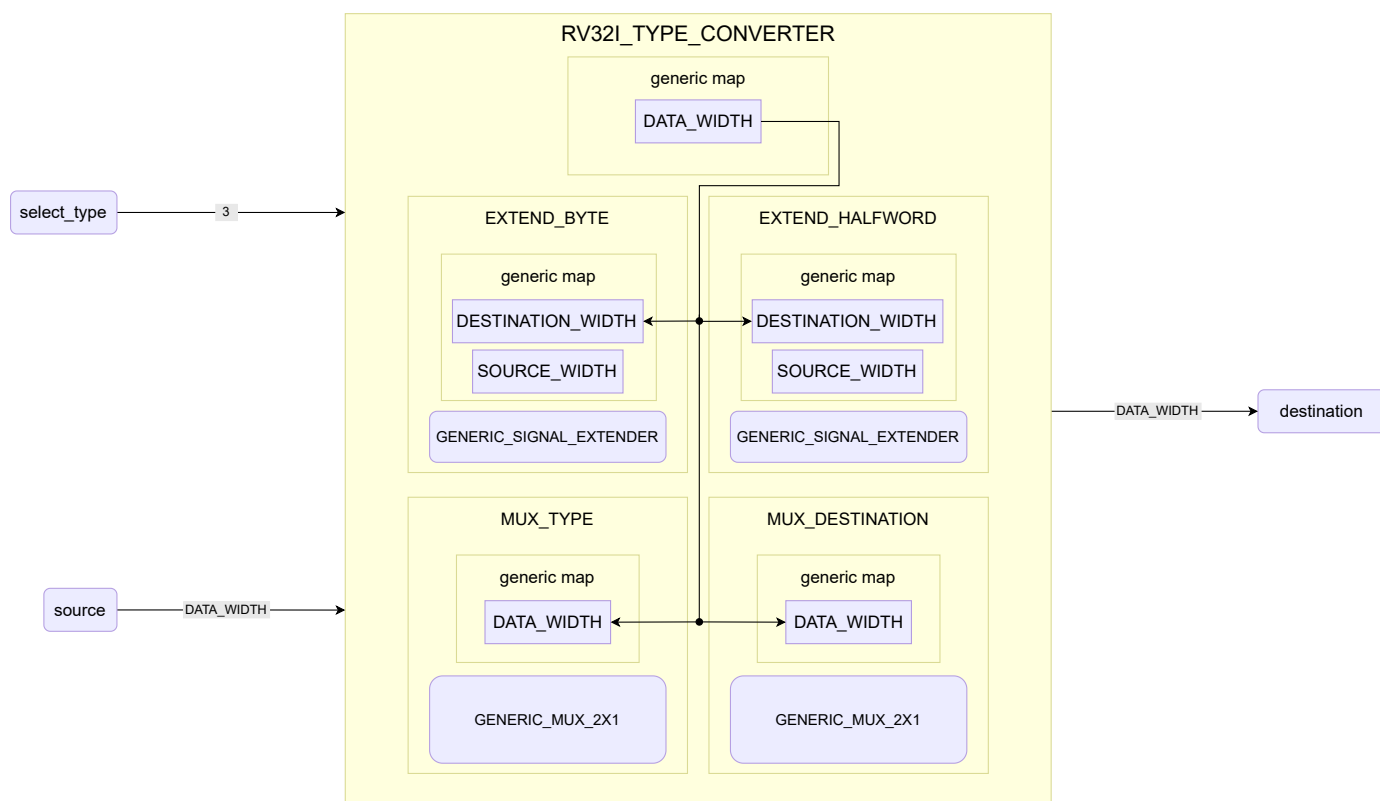 RV32I_TYPE_CONVERTER
generic map
DATA_WIDTH
select_type
3
EXTEND_BYTE
generic map
DESTINATION_WIDTH
SOURCE_WIDTH
GENERIC_SIGNAL_EXTENDER
EXTEND_HALFWORD
generic map
DESTINATION_WIDTH
SOURCE_WIDTH
GENERIC_SIGNAL_EXTENDER
DATA_WIDTH
destination
MUX_TYPE
generic map
DATA_WIDTH
GENERIC_MUX_2X1
MUX_DESTINATION
generic map
DATA_WIDTH
GENERIC_MUX_2X1
source
DATA_WIDTH